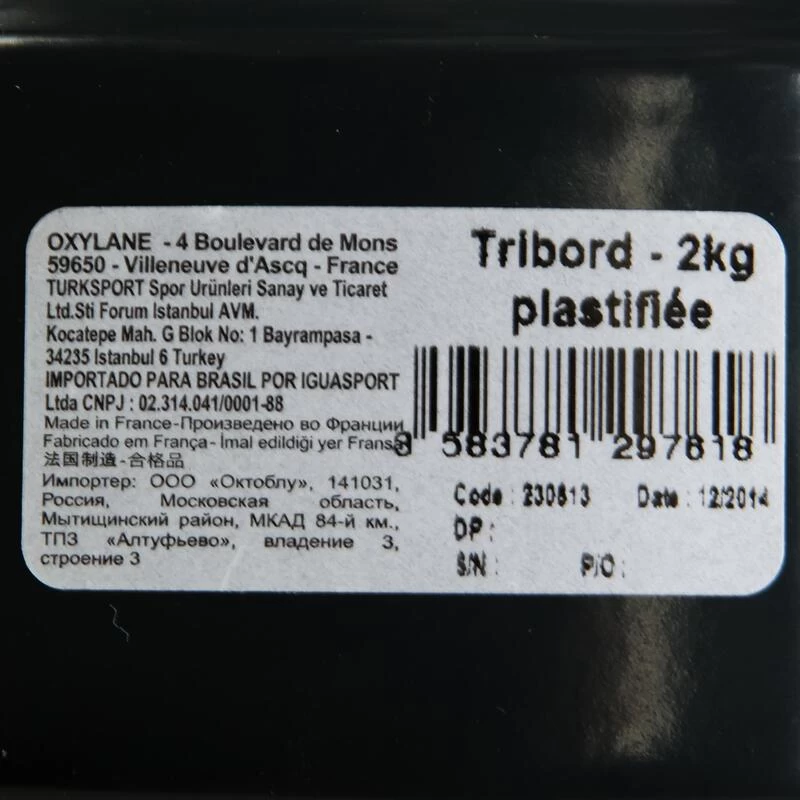 OXYLANE - 4 Boulevard de Mons
59650 - Villeneuve d'Ascq - France
TURKSPORT Spor Urünleri Sanay ve Ticaret
Ltd.Sti Forum Istanbul AVM.
Kocatepe Mah. G Blok No: 1 Bayrampasa -
34235 Istanbul 6 Turkey
IMPORTADO PARA BRASIL POR IGUASPORT
Ltda CNPJ : 02.314.041/0001-88
Made in France-Произведено во Франции
Fabricado em França - İmal edildiği yer Fransa
法国制造-合格品
Импортер: ООО «Октоблу», 141031,
Россия, Московская область,
Мытищинский район, МКАД 84-й км.,
ТПЗ «Алтуфьево», владение 3,
строение 3
Tribord - 2kg
plastifiée
3 583781 297818
Code : 230813 Date : 12/2014
DP :
S/N : P/O :